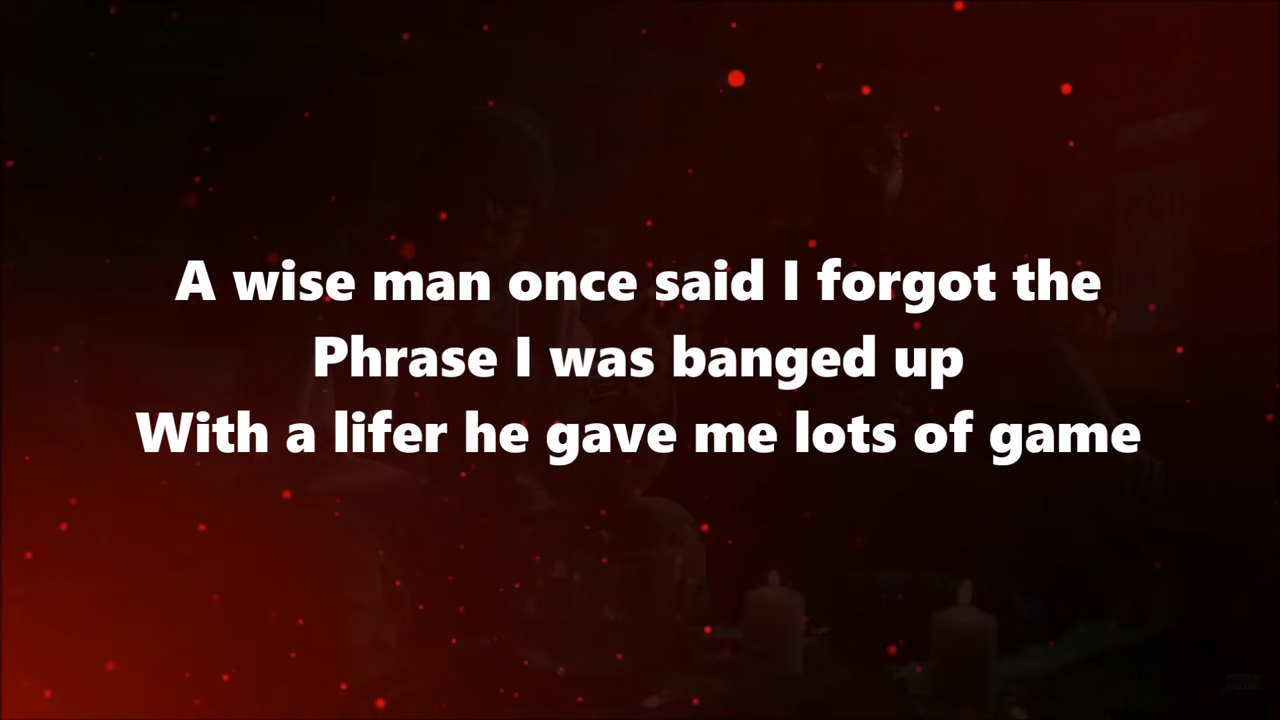 A wise man once said I forgot the
Phrase I was banged up
With a lifer he gave me lots of game